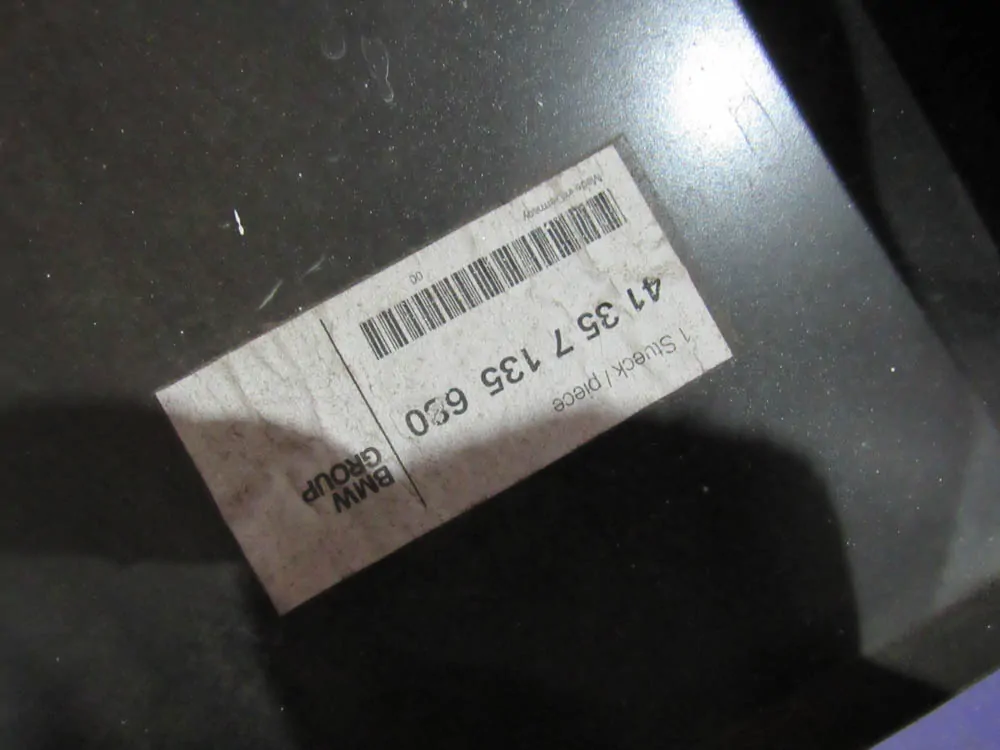 1 Stueck / piece
41 35 7 135 680
BMW
GROUP
00
Made in Germany